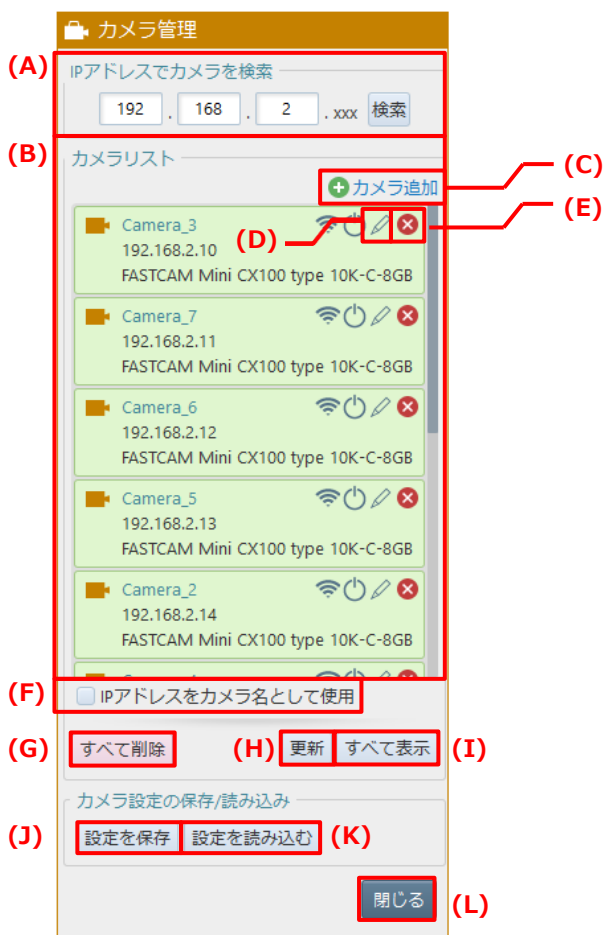 カメラ管理
(A)
IPアドレスでカメラを検索
192 . 168 . 2 . xxx 検索
(B)
カメラリスト
(C)
カメラ追加
(E)
Camera_3
(D)
192.168.2.10
FASTCAM Mini CX100 type 10K-C-8GB
Camera_7
192.168.2.11
FASTCAM Mini CX100 type 10K-C-8GB
Camera_6
192.168.2.12
FASTCAM Mini CX100 type 10K-C-8GB
Camera_5
192.168.2.13
FASTCAM Mini CX100 type 10K-C-8GB
Camera_2
192.168.2.14
FASTCAM Mini CX100 type 10K-C-8GB
(F) IPアドレスをカメラ名として使用
(G) すべて削除 (H) 更新 すべて表示 (I)
カメラ設定の保存/読み込み
(J) 設定を保存 設定を読み込む (K)
閉じる (L)